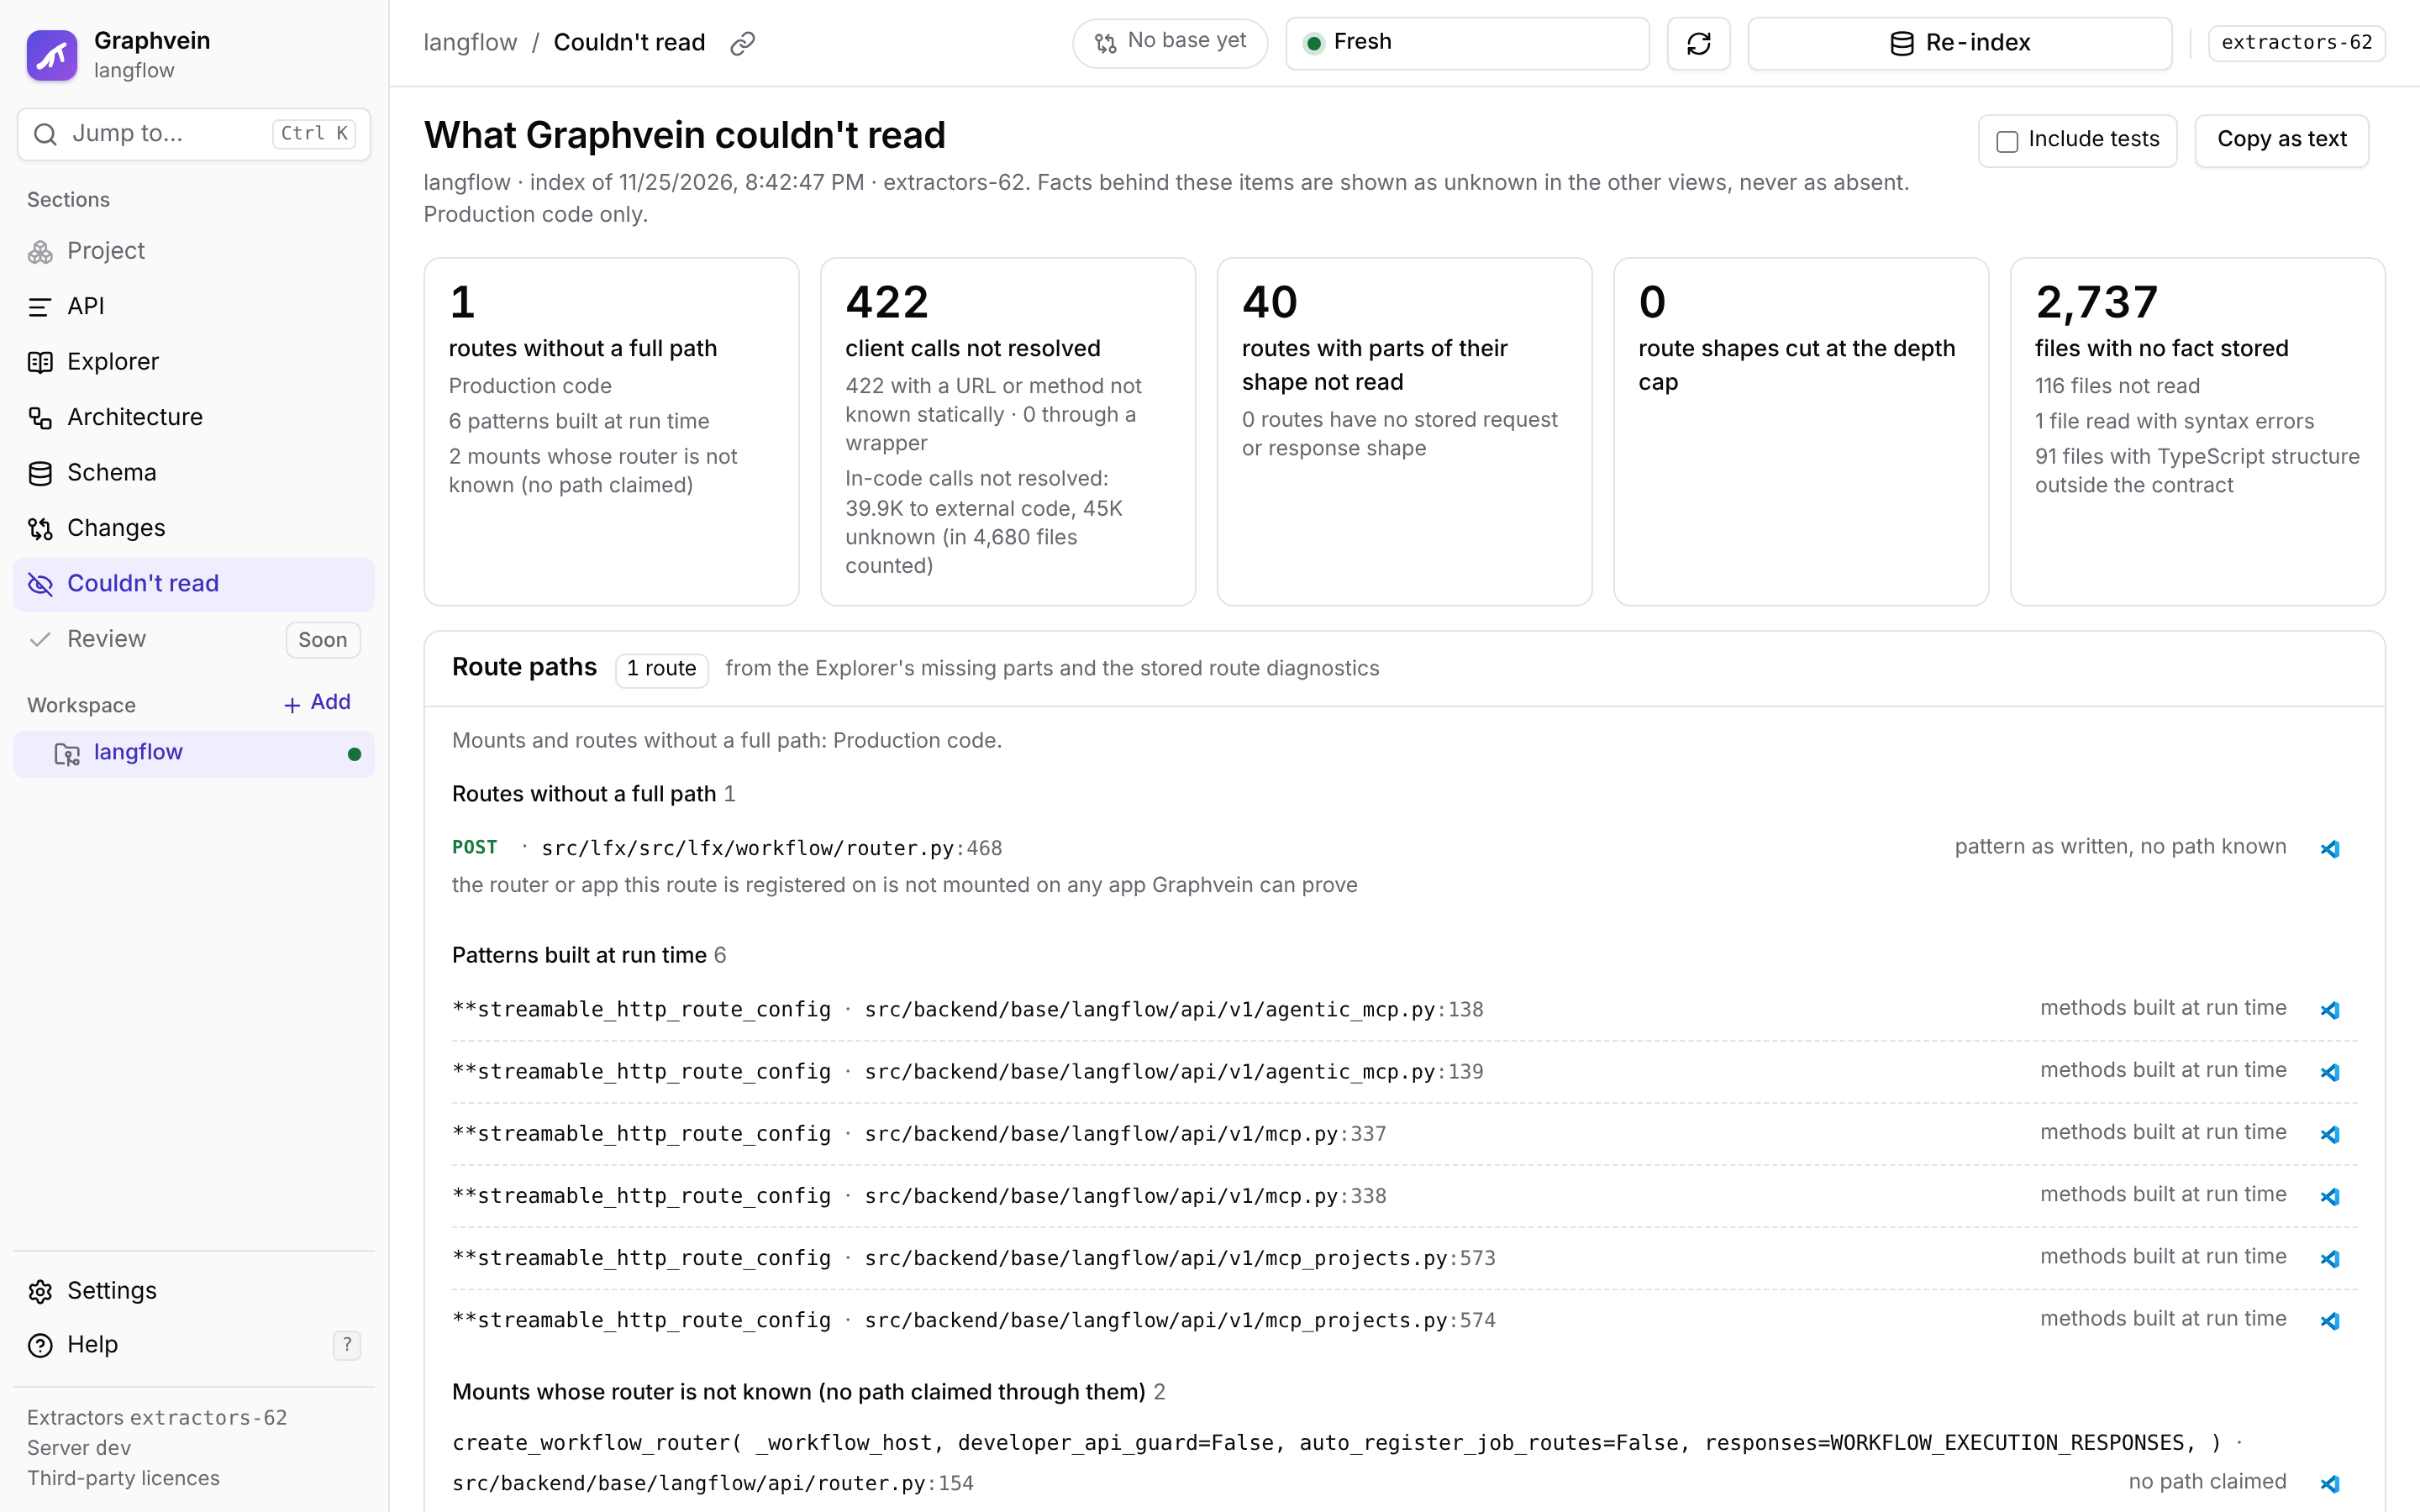 Graphvein
langflow
Jump to...
Ctrl K
Sections
Project
API
Explorer
Architecture
Schema
Changes
Couldn't read
Review
Soon
Workspace
+ Add
langflow
Settings
Help
?
Extractors extractors-62
Server dev
Third-party licences
langflow / Couldn't read
No base yet
Fresh
Re-index
extractors-62
What Graphvein couldn't read
Include tests
Copy as text
langflow · index of 11/25/2026, 8:42:47 PM · extractors-62. Facts behind these items are shown as unknown in the other views, never as absent.
Production code only.
1
routes without a full path
Production code
6 patterns built at run time
2 mounts whose router is not
known (no path claimed)
422
client calls not resolved
422 with a URL or method not
known statically · 0 through a
wrapper
In-code calls not resolved:
39.9K to external code, 45K
unknown (in 4,680 files
counted)
40
routes with parts of their
shape not read
0 routes have no stored request
or response shape
0
route shapes cut at the depth
cap
2,737
files with no fact stored
116 files not read
1 file read with syntax errors
91 files with TypeScript structure
outside the contract
Route paths 1 route from the Explorer's missing parts and the stored route diagnostics
Mounts and routes without a full path: Production code.
Routes without a full path 1
POST · src/lfx/src/lfx/workflow/router.py:468 pattern as written, no path known
the router or app this route is registered on is not mounted on any app Graphvein can prove
Patterns built at run time 6
**streamable_http_route_config · src/backend/base/langflow/api/v1/agentic_mcp.py:138 methods built at run time
**streamable_http_route_config · src/backend/base/langflow/api/v1/agentic_mcp.py:139 methods built at run time
**streamable_http_route_config · src/backend/base/langflow/api/v1/mcp.py:337 methods built at run time
**streamable_http_route_config · src/backend/base/langflow/api/v1/mcp.py:338 methods built at run time
**streamable_http_route_config · src/backend/base/langflow/api/v1/mcp_projects.py:573 methods built at run time
**streamable_http_route_config · src/backend/base/langflow/api/v1/mcp_projects.py:574 methods built at run time
Mounts whose router is not known (no path claimed through them) 2
create_workflow_router( _workflow_host, developer_api_guard=False, auto_register_job_routes=False, responses=WORKFLOW_EXECUTION_RESPONSES, ) ·
src/backend/base/langflow/api/router.py:154 no path claimed